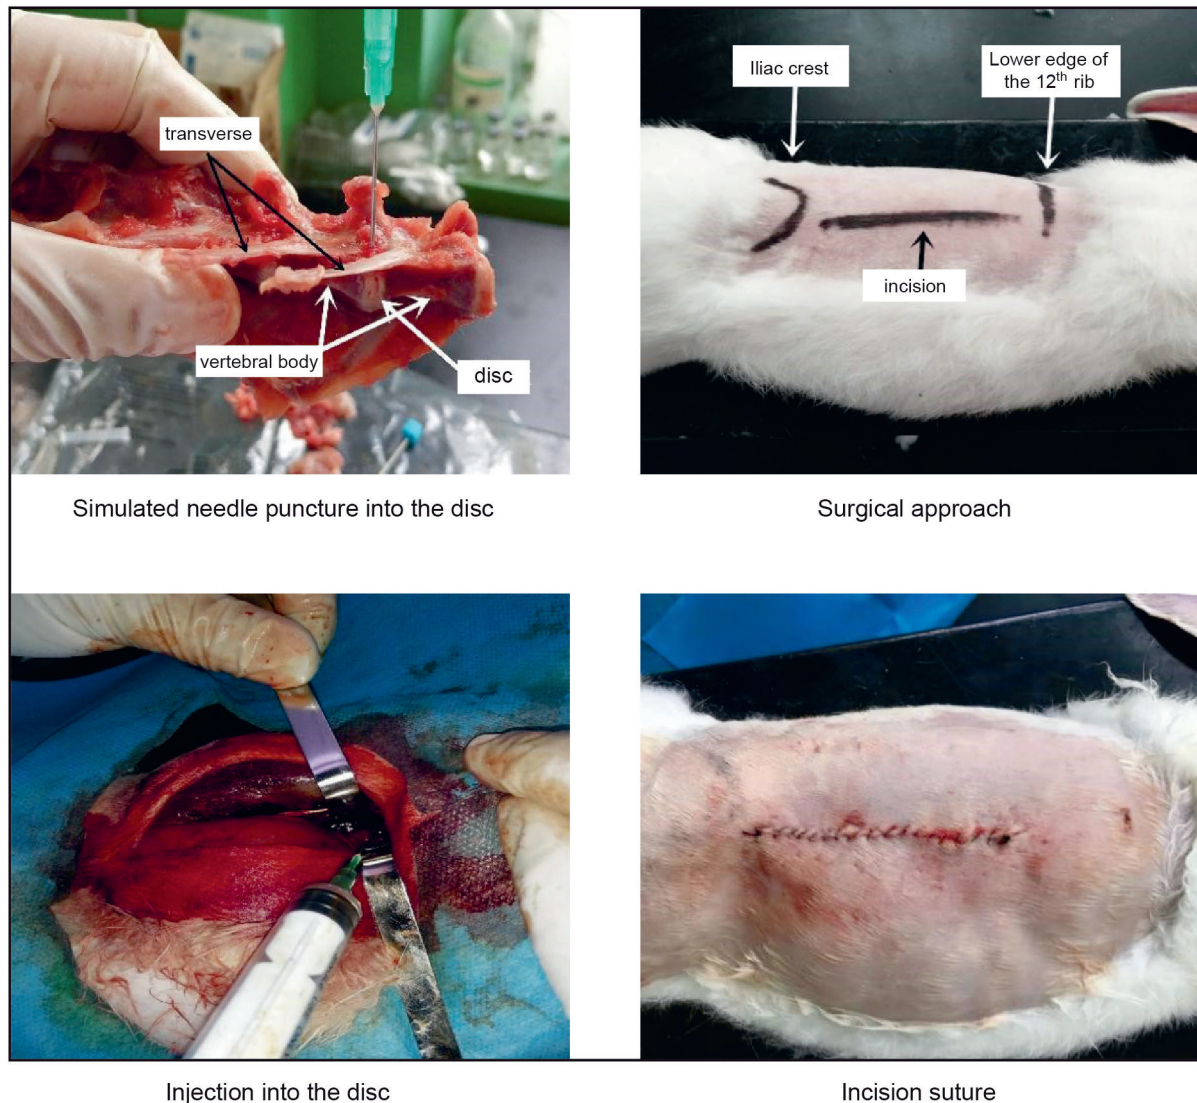 transverse
vertebral body
disc
Simulated needle puncture into the disc
Iliac crest
Lower edge of
the 12th rib
incision
Surgical approach
Injection into the disc
Incision suture